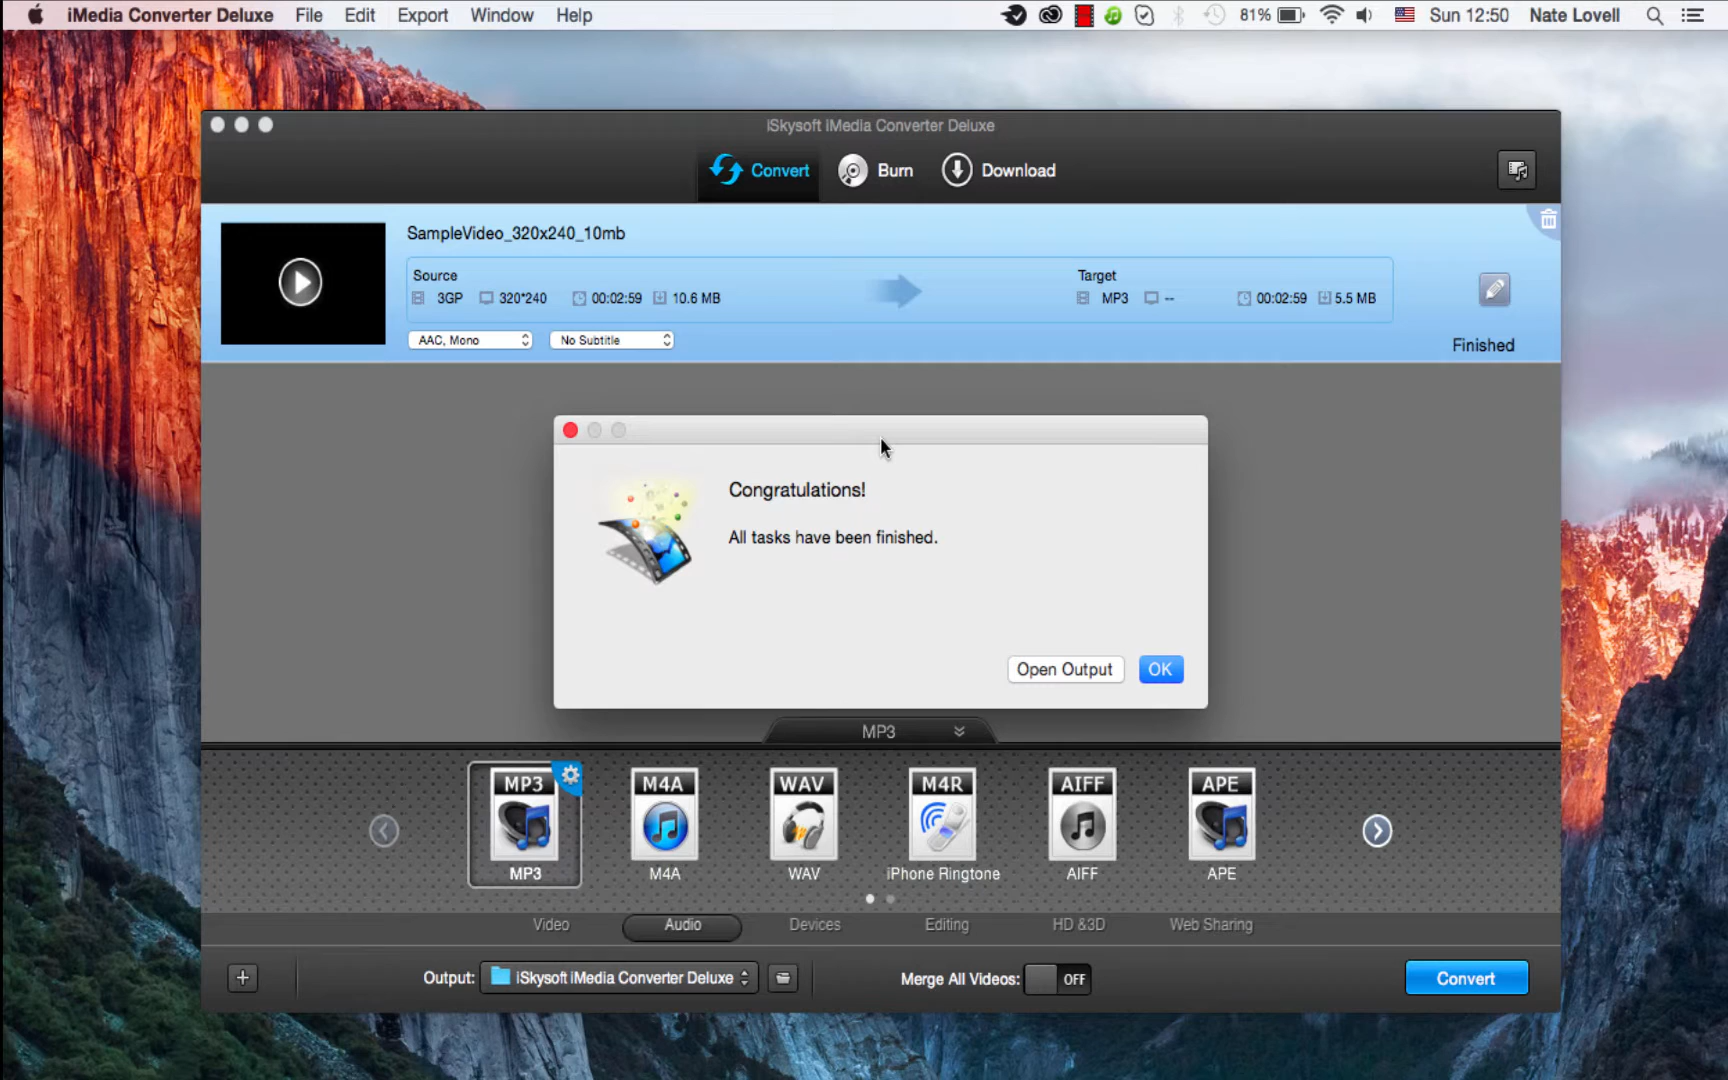 iMedia Converter Deluxe File Edit Export Window Help 81% Sun 12:50 Nate Lovell
iSkysoft iMedia Converter Deluxe
Convert Burn Download
SampleVideo_320x240_10mb
Source Target
3GP 320*240 00:02:59 10.6 MB MP3 -- 00:02:59 5.5 MB
AAC, Mono No Subtitle Finished
Congratulations!
All tasks have been finished.
Open Output OK
MP3
MP3 M4A WAV M4R AIFF APE
MP3 M4A WAV iPhone Ringtone AIFF APE
Video Audio Devices Editing HD &3D Web Sharing
Output: iSkysoft iMedia Converter Deluxe Merge All Videos: OFF Convert